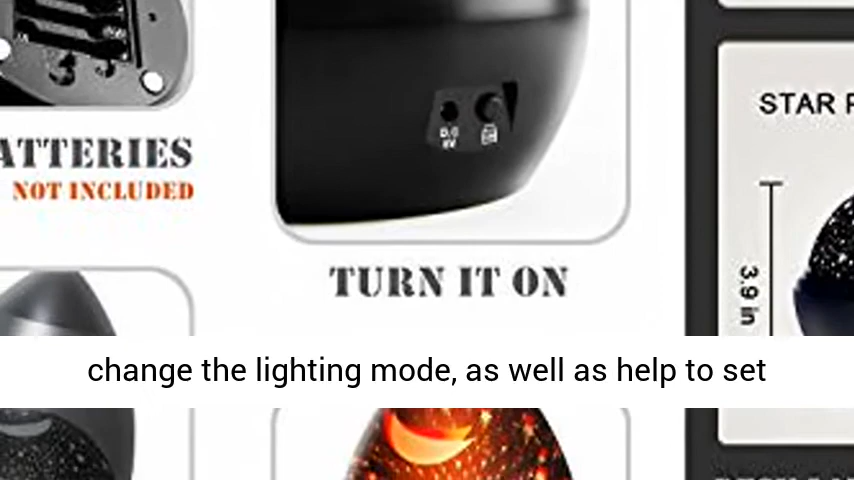 ATTERIES
NOT INCLUDED
TURN IT ON
STAR
3.9 in
change the lighting mode, as well as help to set